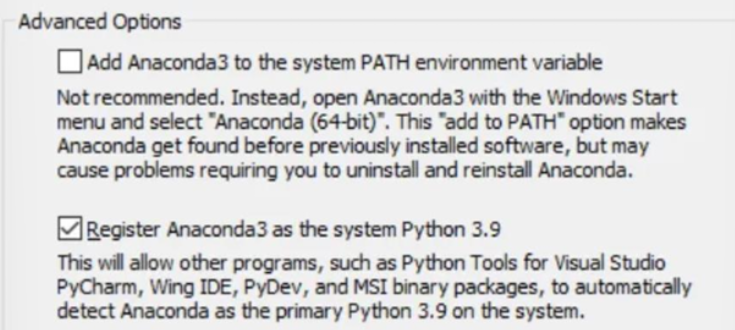 Advanced Options
Add Anaconda3 to the system PATH environment variable
Not recommended. Instead, open Anaconda3 with the Windows Start
menu and select "Anaconda (64-bit)". This "add to PATH" option makes
Anaconda get found before previously installed software, but may
cause problems requiring you to uninstall and reinstall Anaconda.
Register Anaconda3 as the system Python 3.9
This will allow other programs, such as Python Tools for Visual Studio
PyCharm, Wing IDE, PyDev, and MSI binary packages, to automatically
detect Anaconda as the primary Python 3.9 on the system.